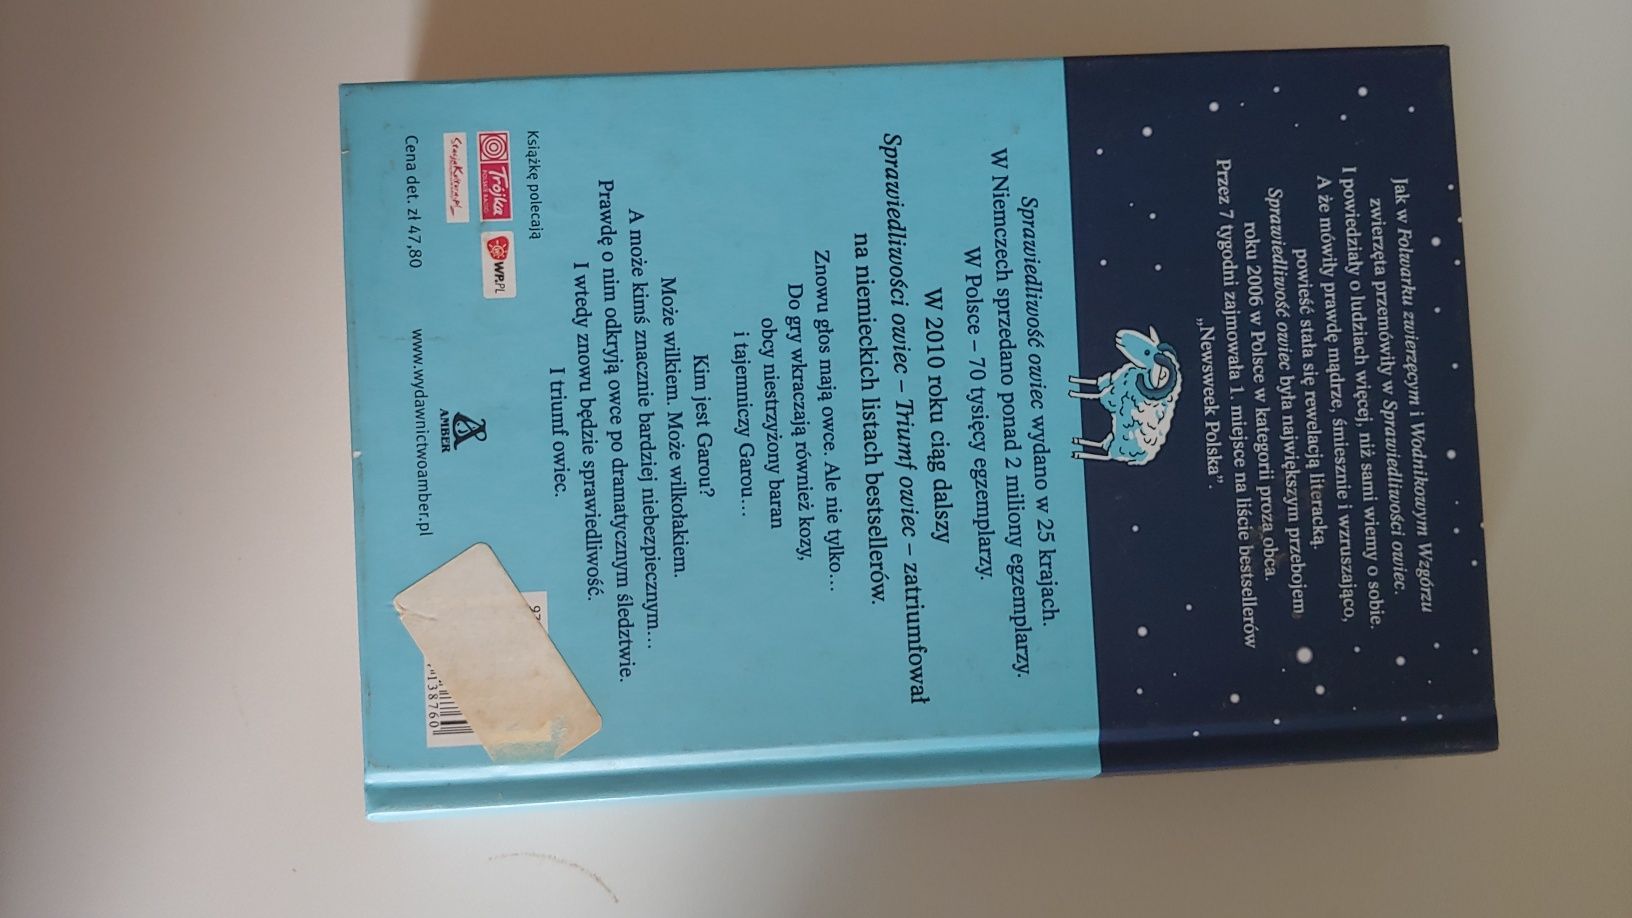 Jak w Folwarku zwierzęcym i Wodnikowym Wzgórzu
zwierzęta przemówiły w Sprawiedliwości owiec.
I powiedziały o ludziach więcej, niż sami wiemy o sobie.
A że mówiły prawdę mądrze, śmiesznie i wzruszająco,
powieść stała się rewelacją literacką.
Sprawiedliwość owiec była największym przebojem
roku 2006 w Polsce w kategorii proza obca.
Przez 7 tygodni zajmowała 1. miejsce na liście bestsellerów
„Newsweek Polska”.
Sprawiedliwość owiec wydano w 25 krajach.
W Niemczech sprzedano ponad 2 miliony egzemplarzy.
W Polsce – 70 tysięcy egzemplarzy.
W 2010 roku ciąg dalszy
Sprawiedliwości owiec – Triumf owiec – zatriumfował
na niemieckich listach bestsellerów.
Znowu głos mają owce. Ale nie tylko...
Do gry wkraczają również kozy,
obcy niestrzyżony baran
i tajemniczy Garou...
Kim jest Garou?
Może wilkiem. Może wilkołakiem.
A może kimś znacznie bardziej niebezpiecznym...
Prawdę o nim odkryją owce po dramatycznym śledztwie.
I wtedy znowu będzie sprawiedliwość.
I triumf owiec.
Książkę polecają
Trójka
POLSKIE RADIO
WP.PL
StacjaKultura.pl
AMBER
Cena det. zł 47,80
www.wydawnictwoamber.pl
138760